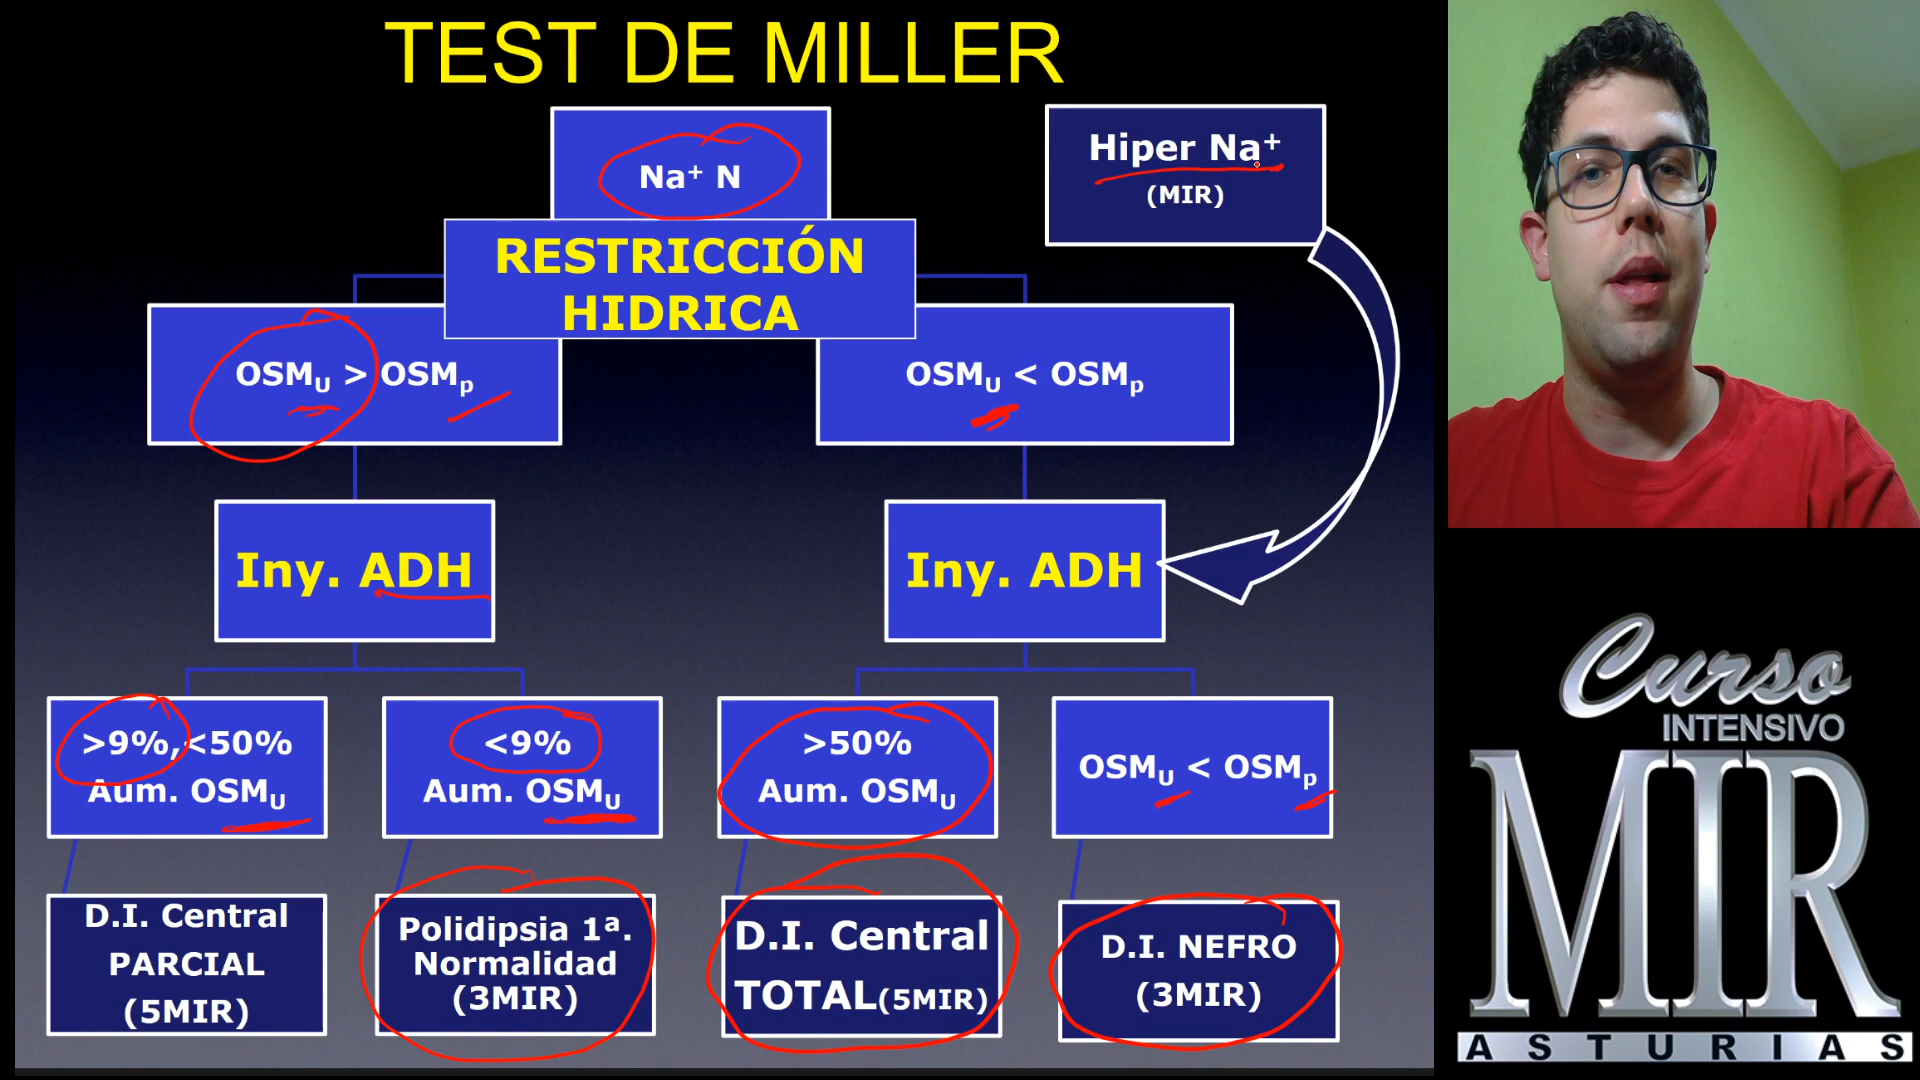 TEST DE MILLER
Na⁺ N
Hiper Na⁺
(MIR)
RESTRICCIÓN
HIDRICA
OSMU > OSMp
OSMU < OSMp
Iny. ADH
Iny. ADH
>9%,<50%
Aum. OSMU
<9%
Aum. OSMU
>50%
Aum. OSMU
OSMU < OSMp
D.I. Central
PARCIAL
(5MIR)
Polidipsia 1ª.
Normalidad
(3MIR)
D.I. Central
TOTAL(5MIR)
D.I. NEFRO
(3MIR)
Curso
INTENSIVO
MIR
ASTURIAS